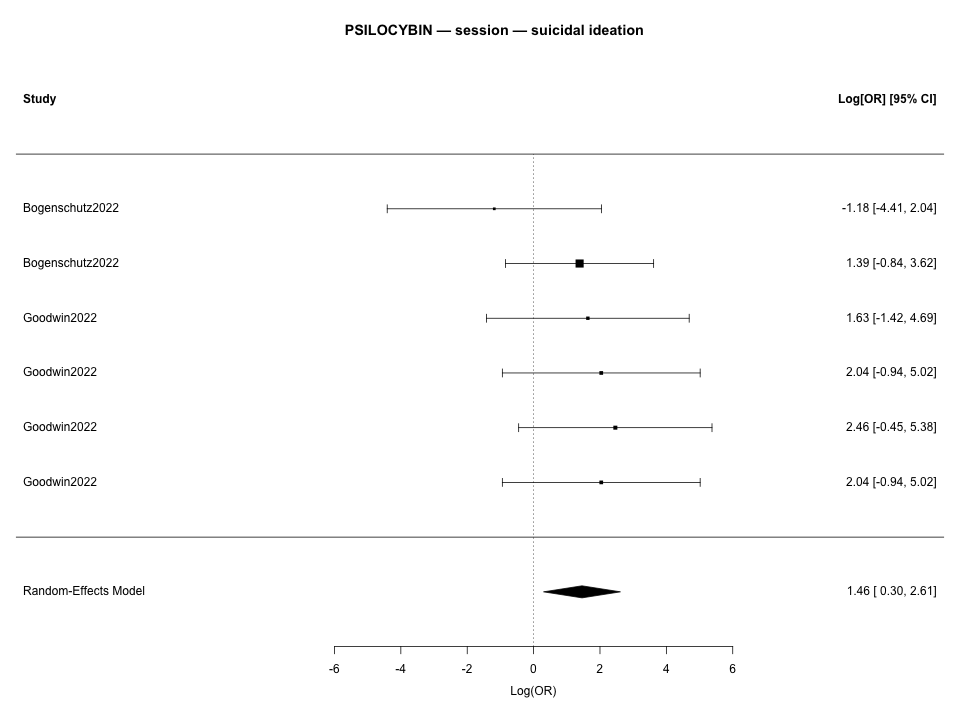 PSILOCYBIN — session — suicidal ideation
Study Log[OR] [95% CI]
Bogenschutz2022 -1.18 [-4.41, 2.04]
Bogenschutz2022 1.39 [-0.84, 3.62]
Goodwin2022 1.63 [-1.42, 4.69]
Goodwin2022 2.04 [-0.94, 5.02]
Goodwin2022 2.46 [-0.45, 5.38]
Goodwin2022 2.04 [-0.94, 5.02]
Random-Effects Model 1.46 [ 0.30, 2.61]
-6 -4 -2 0 2 4 6
Log(OR)